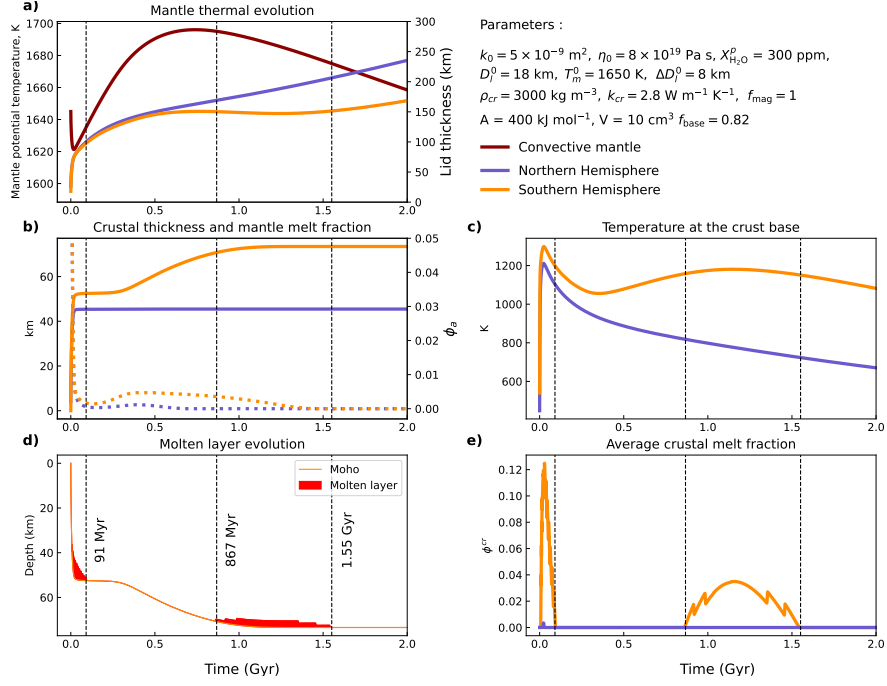 a)
Mantle thermal evolution
Mantle potential temperature, K
1700
1680
1660
1640
1620
1600
0.0 0.5 1.0 1.5 2.0
300
250
200
150
100
50
0
Lid thickness (km)
Parameters :
k₀ = 5 × 10⁻⁹ m², η₀ = 8 × 10¹⁹ Pa s, X^p_H₂O = 300 ppm,
D_l⁰ = 18 km, T_m⁰ = 1650 K, ΔD_l⁰ = 8 km
ρ_cr = 3000 kg m⁻³, k_cr = 2.8 W m⁻¹ K⁻¹, f_mag = 1
A = 400 kJ mol⁻¹, V = 10 cm³ f_base = 0.82
Convective mantle
Northern Hemisphere
Southern Hemisphere
b)
Crustal thickness and mantle melt fraction
km
60
40
20
0
0.0 0.5 1.0 1.5 2.0
0.05
0.04
0.03
0.02
0.01
0.00
ϕ_a
c)
Temperature at the crust base
K
1200
1000
800
600
0.0 0.5 1.0 1.5 2.0
d)
Molten layer evolution
Depth (km)
0
20
40
60
0.0 0.5 1.0 1.5 2.0
Moho
Molten layer
91 Myr
867 Myr
1.55 Gyr
Time (Gyr)
e)
Average crustal melt fraction
ϕ^cr
0.12
0.10
0.08
0.06
0.04
0.02
0.00
0.0 0.5 1.0 1.5 2.0
Time (Gyr)